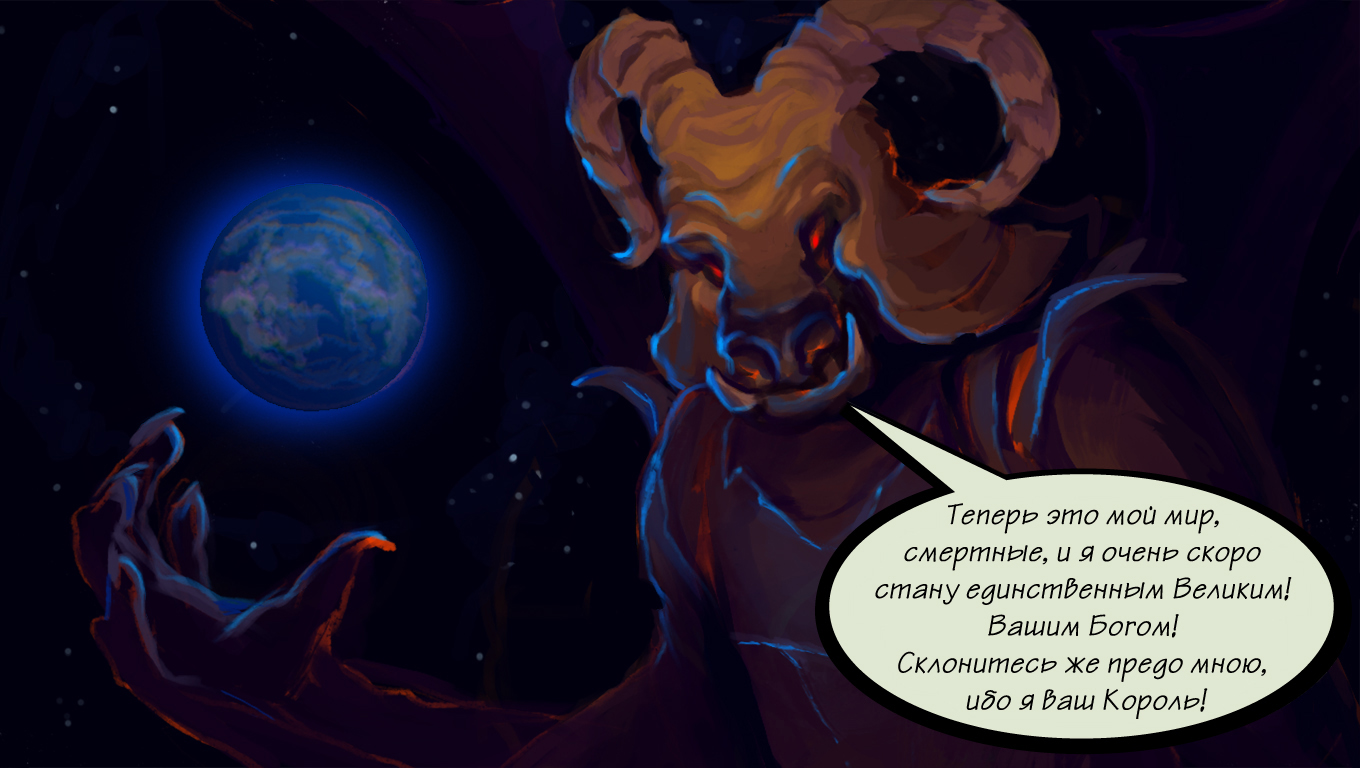 Теперь это мой мир,
смертные, и я очень скоро
стану единственным Великим!
Вашим Богом!
Склонитесь же предо мною,
ибо я ваш Король!